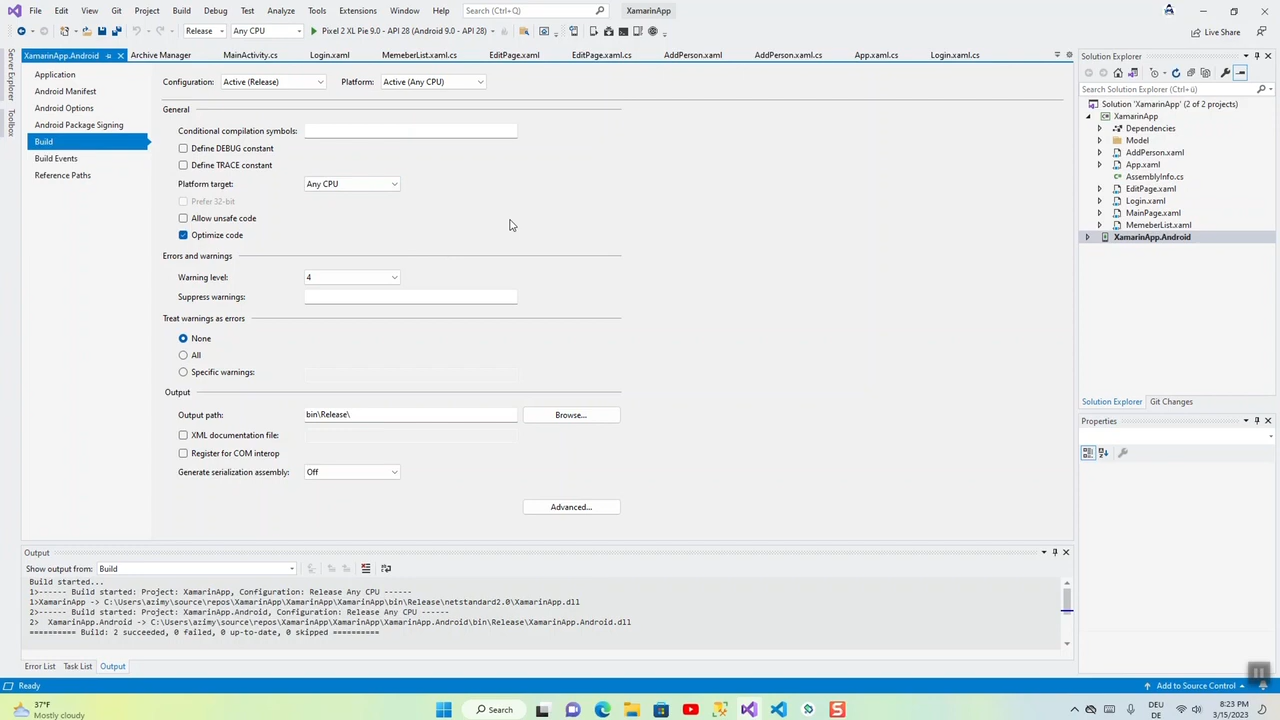 File Edit View Git Project Build Debug Test Analyze Tools Extensions Window Help Search (Ctrl+Q) XamarinApp
Release Any CPU Pixel 2 XL Pie 9.0 - API 28 (Android 9.0 - API 28) Live Share
XamarinApp.Android Archive Manager MainActivity.cs Login.xaml MemeberList.xaml.cs EditPage.xaml EditPage.xaml.cs AddPerson.xaml AddPerson.xaml.cs App.xaml.cs Login.xaml.cs
Server Explorer
Toolbox
Application
Android Manifest
Android Options
Android Package Signing
Build
Build Events
Reference Paths
Configuration: Active (Release) Platform: Active (Any CPU)
General
Conditional compilation symbols:
Define DEBUG constant
Define TRACE constant
Platform target: Any CPU
Prefer 32-bit
Allow unsafe code
Optimize code
Errors and warnings
Warning level: 4
Suppress warnings:
Treat warnings as errors
None
All
Specific warnings:
Output
Output path: bin\Release\ Browse...
XML documentation file:
Register for COM interop
Generate serialization assembly: Off
Advanced...
Solution Explorer
Search Solution Explorer (Ctrl+ü)
Solution 'XamarinApp' (2 of 2 projects)
XamarinApp
Dependencies
Model
AddPerson.xaml
App.xaml
AssemblyInfo.cs
EditPage.xaml
Login.xaml
MainPage.xaml
MemeberList.xaml
XamarinApp.Android
Solution Explorer Git Changes
Properties
Output
Show output from: Build
Build started...
1>------ Build started: Project: XamarinApp, Configuration: Release Any CPU ------
1>XamarinApp -> C:\Users\azimy\source\repos\XamarinApp\XamarinApp\XamarinApp\bin\Release\netstandard2.0\XamarinApp.dll
2>------ Build started: Project: XamarinApp.Android, Configuration: Release Any CPU ------
2>  XamarinApp.Android -> C:\Users\azimy\source\repos\XamarinApp\XamarinApp\XamarinApp.Android\bin\Release\XamarinApp.Android.dll
========== Build: 2 succeeded, 0 failed, 0 up-to-date, 0 skipped ==========
Error List Task List Output
Ready Add to Source Control
37°F
Mostly cloudy
Search
DEU
DE
8:23 PM
3/15/2023